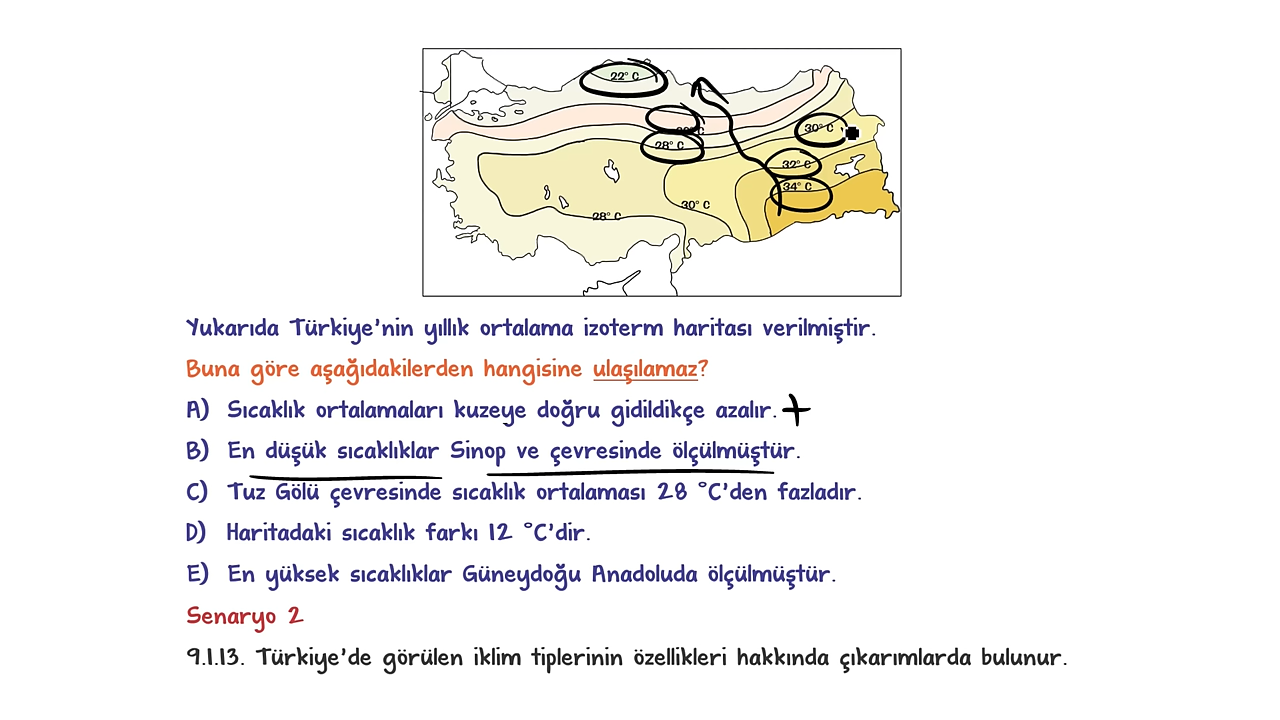 22° C
30° C
28° C
32° C
34° C
30° C
28° C
Yukarıda Türkiye'nin yıllık ortalama izoterm haritası verilmiştir.
Buna göre aşağıdakilerden hangisine ulaşılamaz?
A) Sıcaklık ortalamaları kuzeye doğru gidildikçe azalır. +
B) En düşük sıcaklıklar Sinop ve çevresinde ölçülmüştür.
C) Tuz Gölü çevresinde sıcaklık ortalaması 28 °C'den fazladır.
D) Haritadaki sıcaklık farkı 12 °C'dir.
E) En yüksek sıcaklıklar Güneydoğu Anadoluda ölçülmüştür.
Senaryo 2
9.1.13. Türkiye'de görülen iklim tiplerinin özellikleri hakkında çıkarımlarda bulunur.